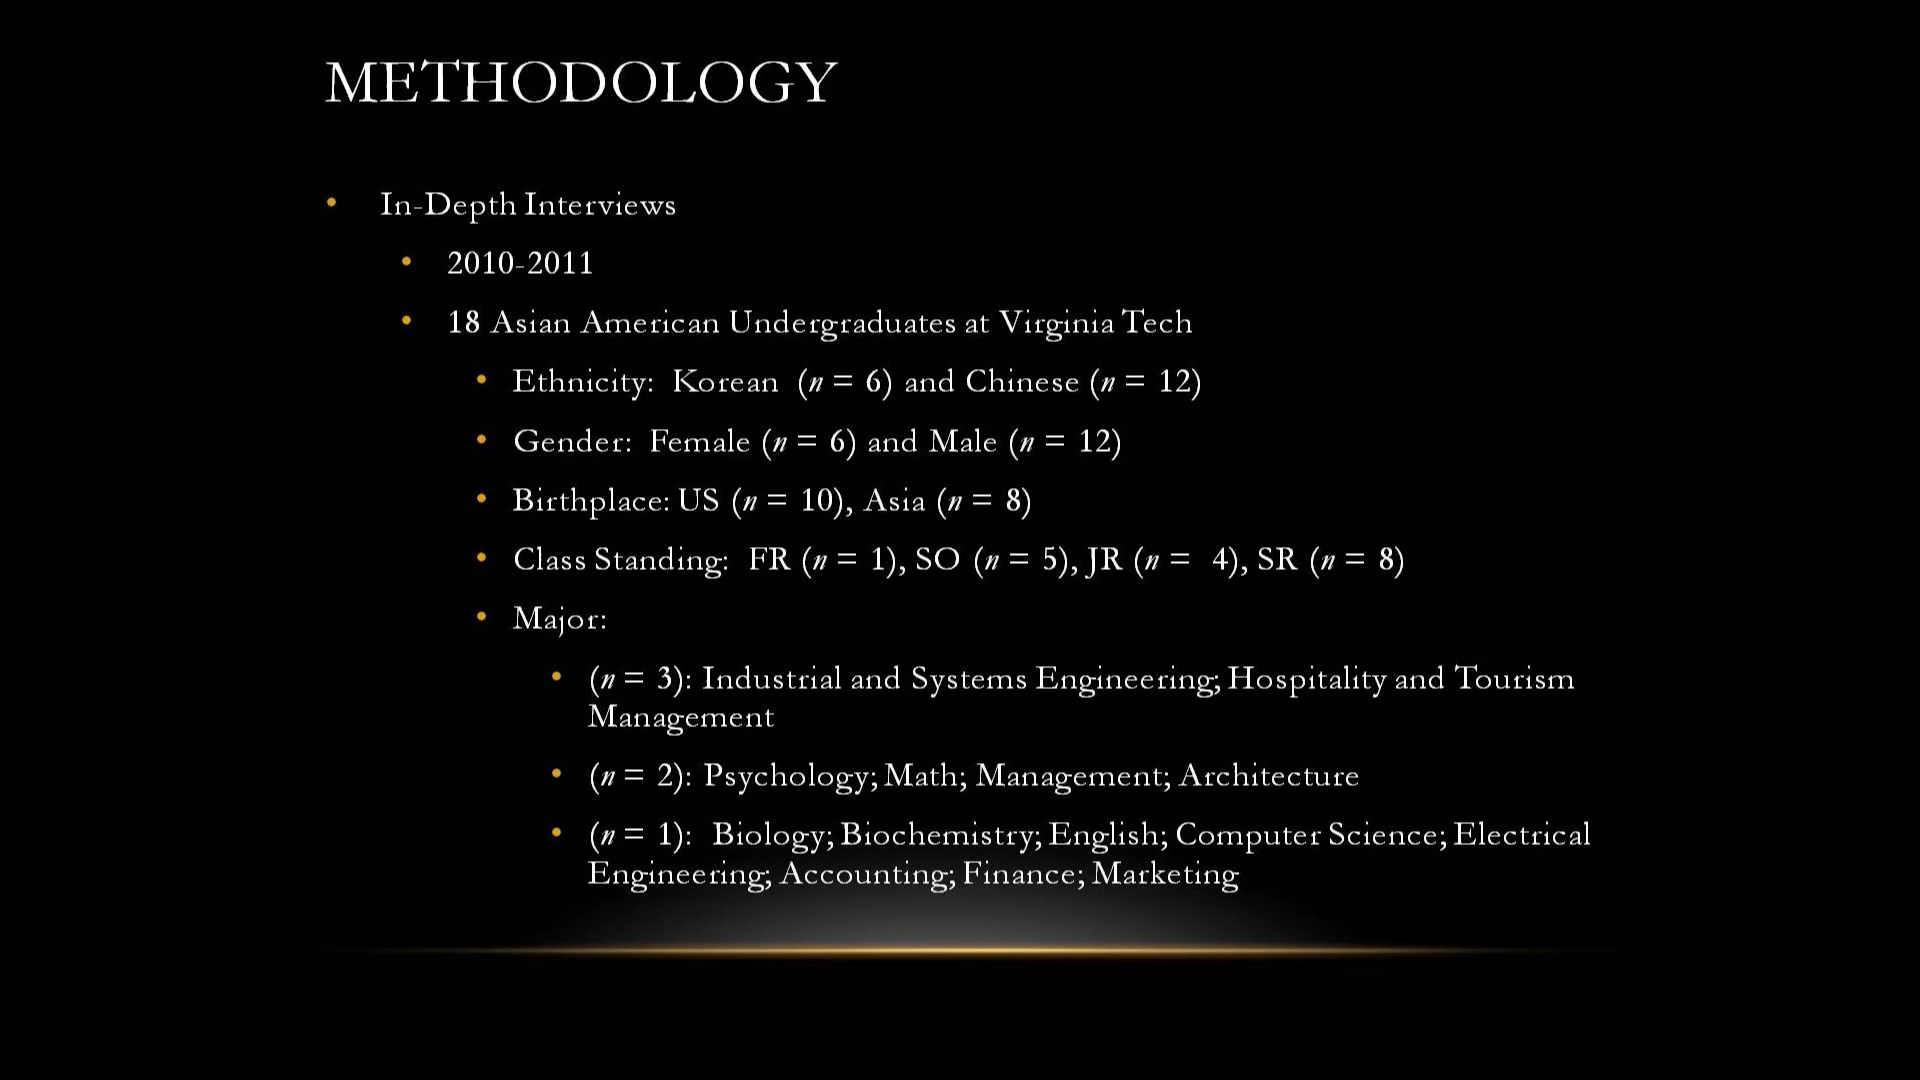 METHODOLOGY
• In-Depth Interviews
• 2010-2011
• 18 Asian American Undergraduates at Virginia Tech
• Ethnicity: Korean (n = 6) and Chinese (n = 12)
• Gender: Female (n = 6) and Male (n = 12)
• Birthplace: US (n = 10), Asia (n = 8)
• Class Standing: FR (n = 1), SO (n = 5), JR (n = 4), SR (n = 8)
• Major:
• (n = 3): Industrial and Systems Engineering; Hospitality and Tourism
Management
• (n = 2): Psychology; Math; Management; Architecture
• (n = 1): Biology; Biochemistry; English; Computer Science; Electrical
Engineering; Accounting; Finance; Marketing